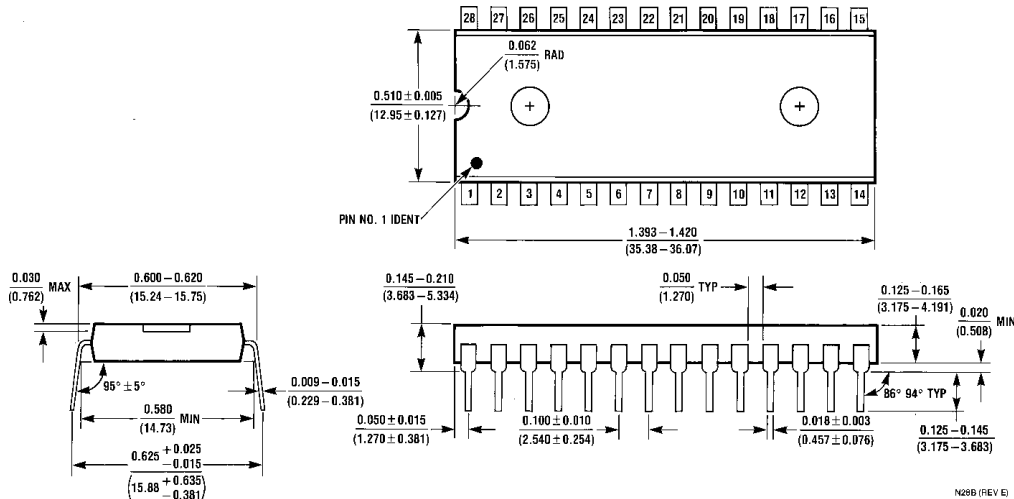 28 27 26 25 24 23 22 21 20 19 18 17 16 15
0.062
(1.575)
RAD
0.510 ± 0.005
(12.95 ± 0.127)
1 2 3 4 5 6 7 8 9 10 11 12 13 14
PIN NO. 1 IDENT
1.393 – 1.420
(35.38 – 36.07)
0.030
(0.762)
MAX
0.600 – 0.620
(15.24 – 15.75)
95° ± 5°
0.580
(14.73)
MIN
0.009 – 0.015
(0.229 – 0.381)
0.625 +0.025 −0.015
(15.88 +0.635 −0.381)
0.145 – 0.210
(3.683 – 5.334)
0.050
(1.270)
TYP
0.125 – 0.165
(3.175 – 4.191)
0.020
(0.508)
MIN
0.050 ± 0.015
(1.270 ± 0.381)
0.100 ± 0.010
(2.540 ± 0.254)
0.018 ± 0.003
(0.457 ± 0.076)
86° 94° TYP
0.125 – 0.145
(3.175 – 3.683)
N28B (REV E)